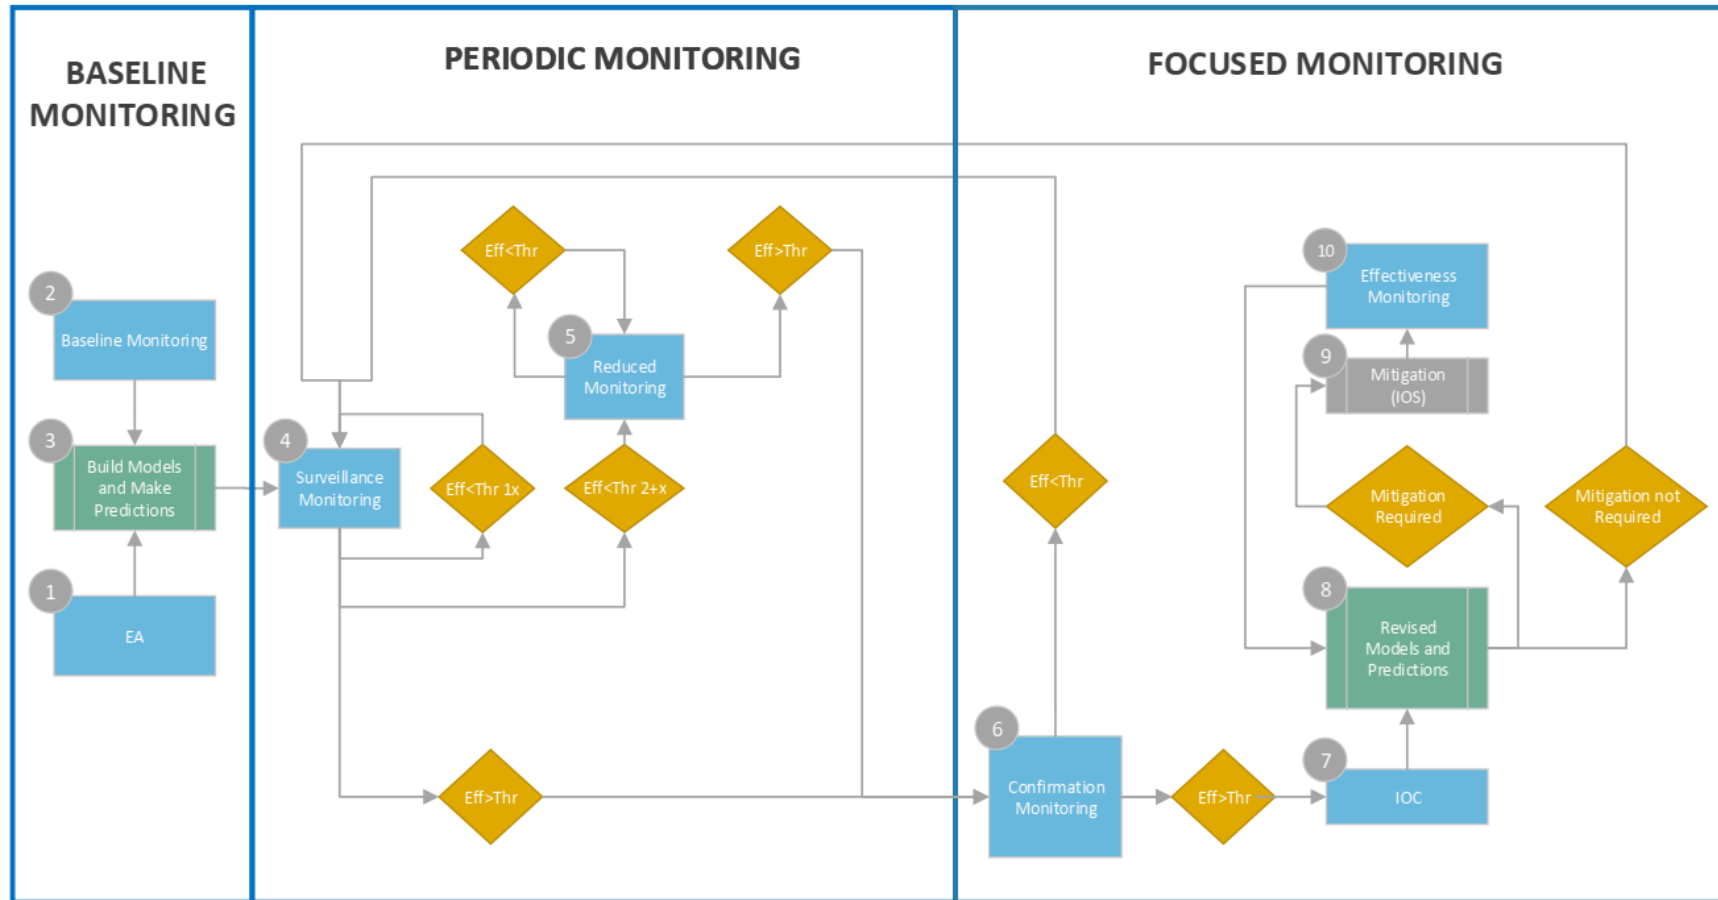 BASELINE
MONITORING
2
Baseline Monitoring
3
Build Models
and Make
Predictions
1
EA
PERIODIC MONITORING
Eff<Thr
Eff>Thr
5
Reduced
Monitoring
4
Surveillance
Monitoring
Eff<Thr 1x
Eff<Thr 2+x
Eff>Thr
FOCUSED MONITORING
10
Effectiveness
Monitoring
9
Mitigation
(IOS)
Eff<Thr
Mitigation
Required
Mitigation not
Required
8
Revised
Models and
Predictions
6
Confirmation
Monitoring
Eff>Thr
7
IOC